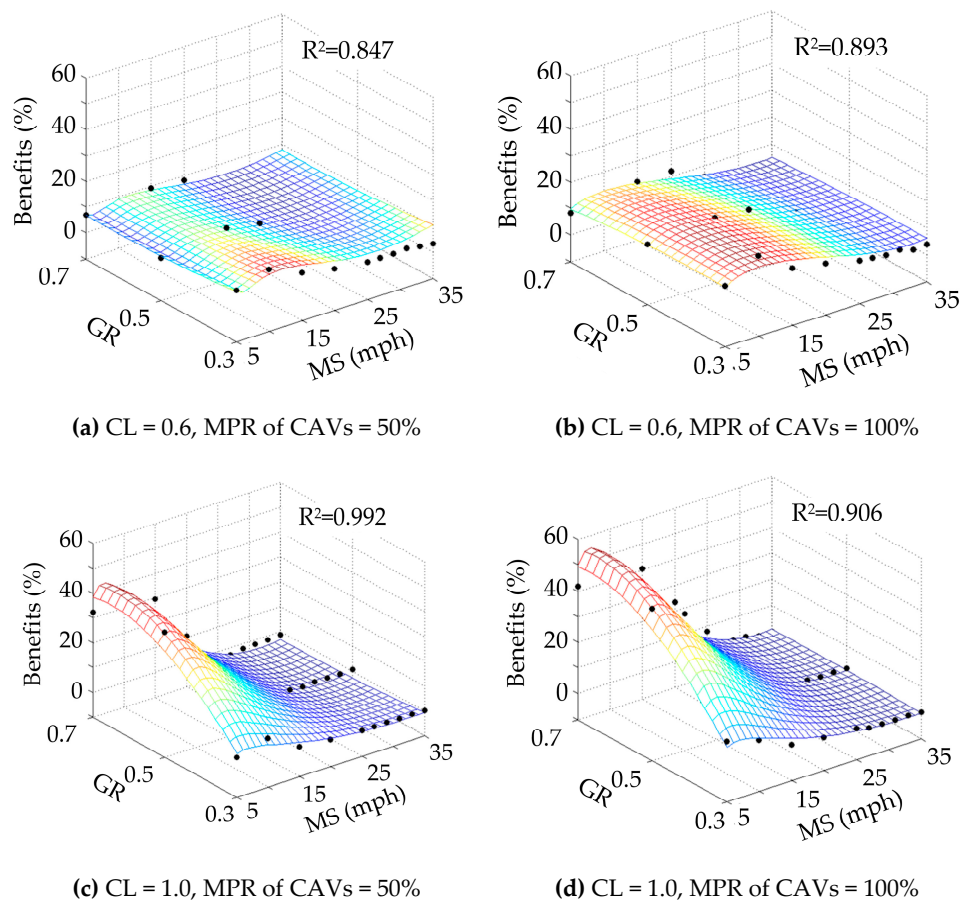 R²=0.847
60
40
20
0
Benefits (%)
0.7
0.5
0.3
GR
5
15
25
35
MS (mph)
(a) CL = 0.6, MPR of CAVs = 50%
R²=0.893
60
40
20
0
Benefits (%)
0.7
0.5
0.3
GR
.5
15
25
35
MS (mph)
(b) CL = 0.6, MPR of CAVs = 100%
R²=0.992
60
40
20
0
Benefits (%)
0.7
0.5
0.3
GR
5
15
25
35
MS (mph)
(c) CL = 1.0, MPR of CAVs = 50%
R²=0.906
60
40
20
0
Benefits (%)
0.7
0.5
0.3
GR
5
15
25
35
MS (mph)
(d) CL = 1.0, MPR of CAVs = 100%